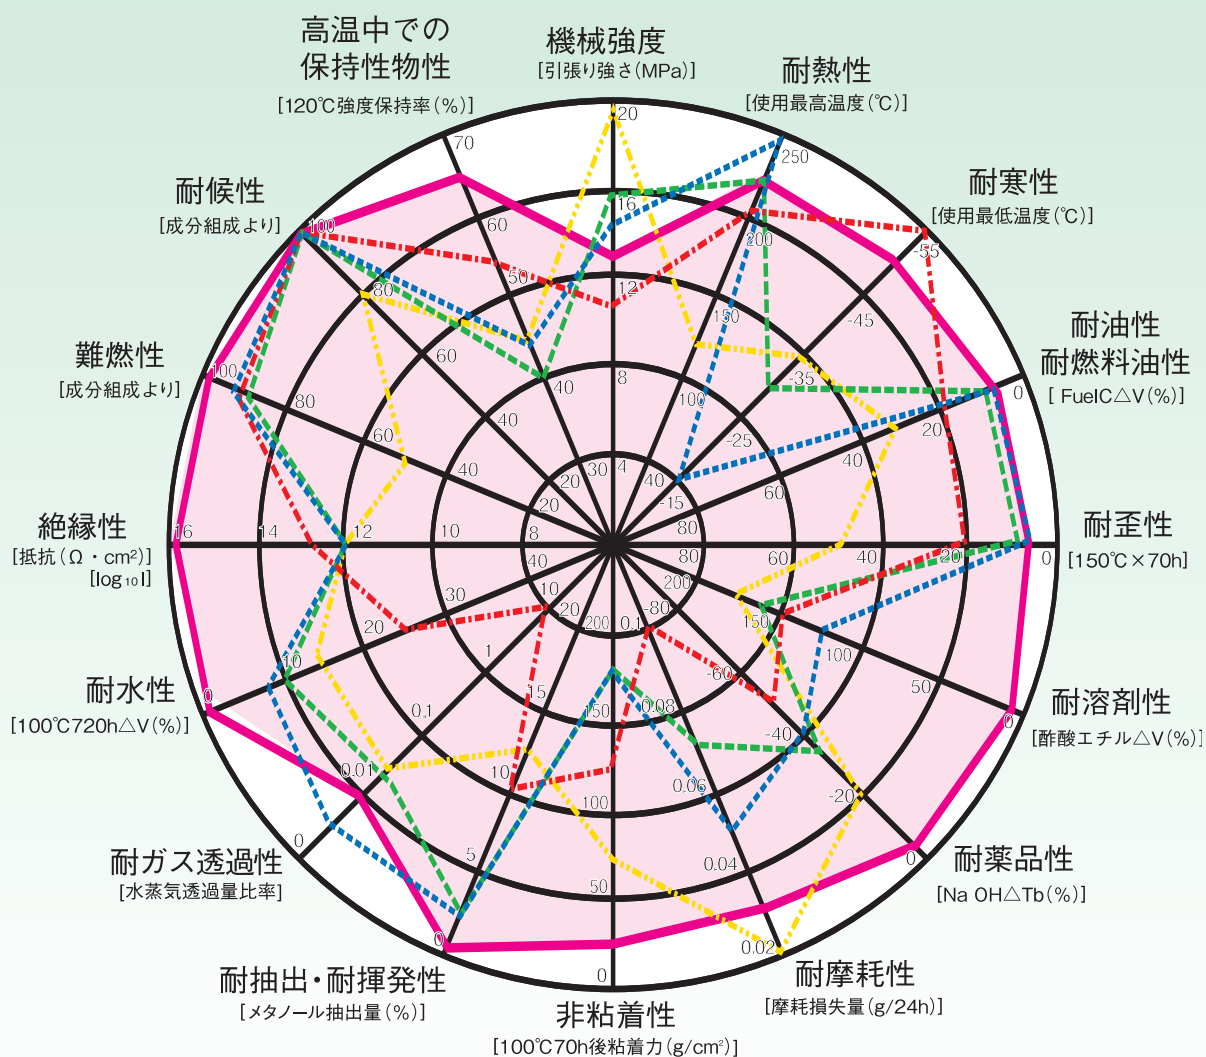 高温中での
保持性物性
[120℃強度保持率(%)]
機械強度
[引張り強さ(MPa)]
耐熱性
[使用最高温度(℃)]
耐寒性
[使用最低温度(℃)]
耐油性
耐燃料油性
[ FuelC△V(%)]
耐歪性
[150℃×70h]
耐溶剤性
[酢酸エチル△V(%)]
耐薬品性
[Na OH△Tb(%)]
耐摩耗性
[摩耗損失量(g/24h)]
非粘着性
[100℃70h後粘着力(g/cm²)]
耐抽出・耐揮発性
[メタノール抽出量(%)]
耐ガス透過性
[水蒸気透過量比率]
耐水性
[100℃720h△V(%)]
絶縁性
[抵抗(Ω・cm²)]
[log₁₀I]
難燃性
[成分組成より]
耐候性
[成分組成より]
20
16
12
8
4
250
200
150
100
40
-55
-45
-35
-25
-15
0
20
40
60
80
0
20
40
60
80
0
50
100
150
200
0
-20
-40
-60
-80
0.02
0.04
0.06
0.08
0.1
0
50
100
150
200
0
5
10
15
20
0
0.01
0,1
1
10
0
10
20
30
40
16
14
12
10
8
100
80
60
40
20
100
80
60
40
20
70
60
50
40
30